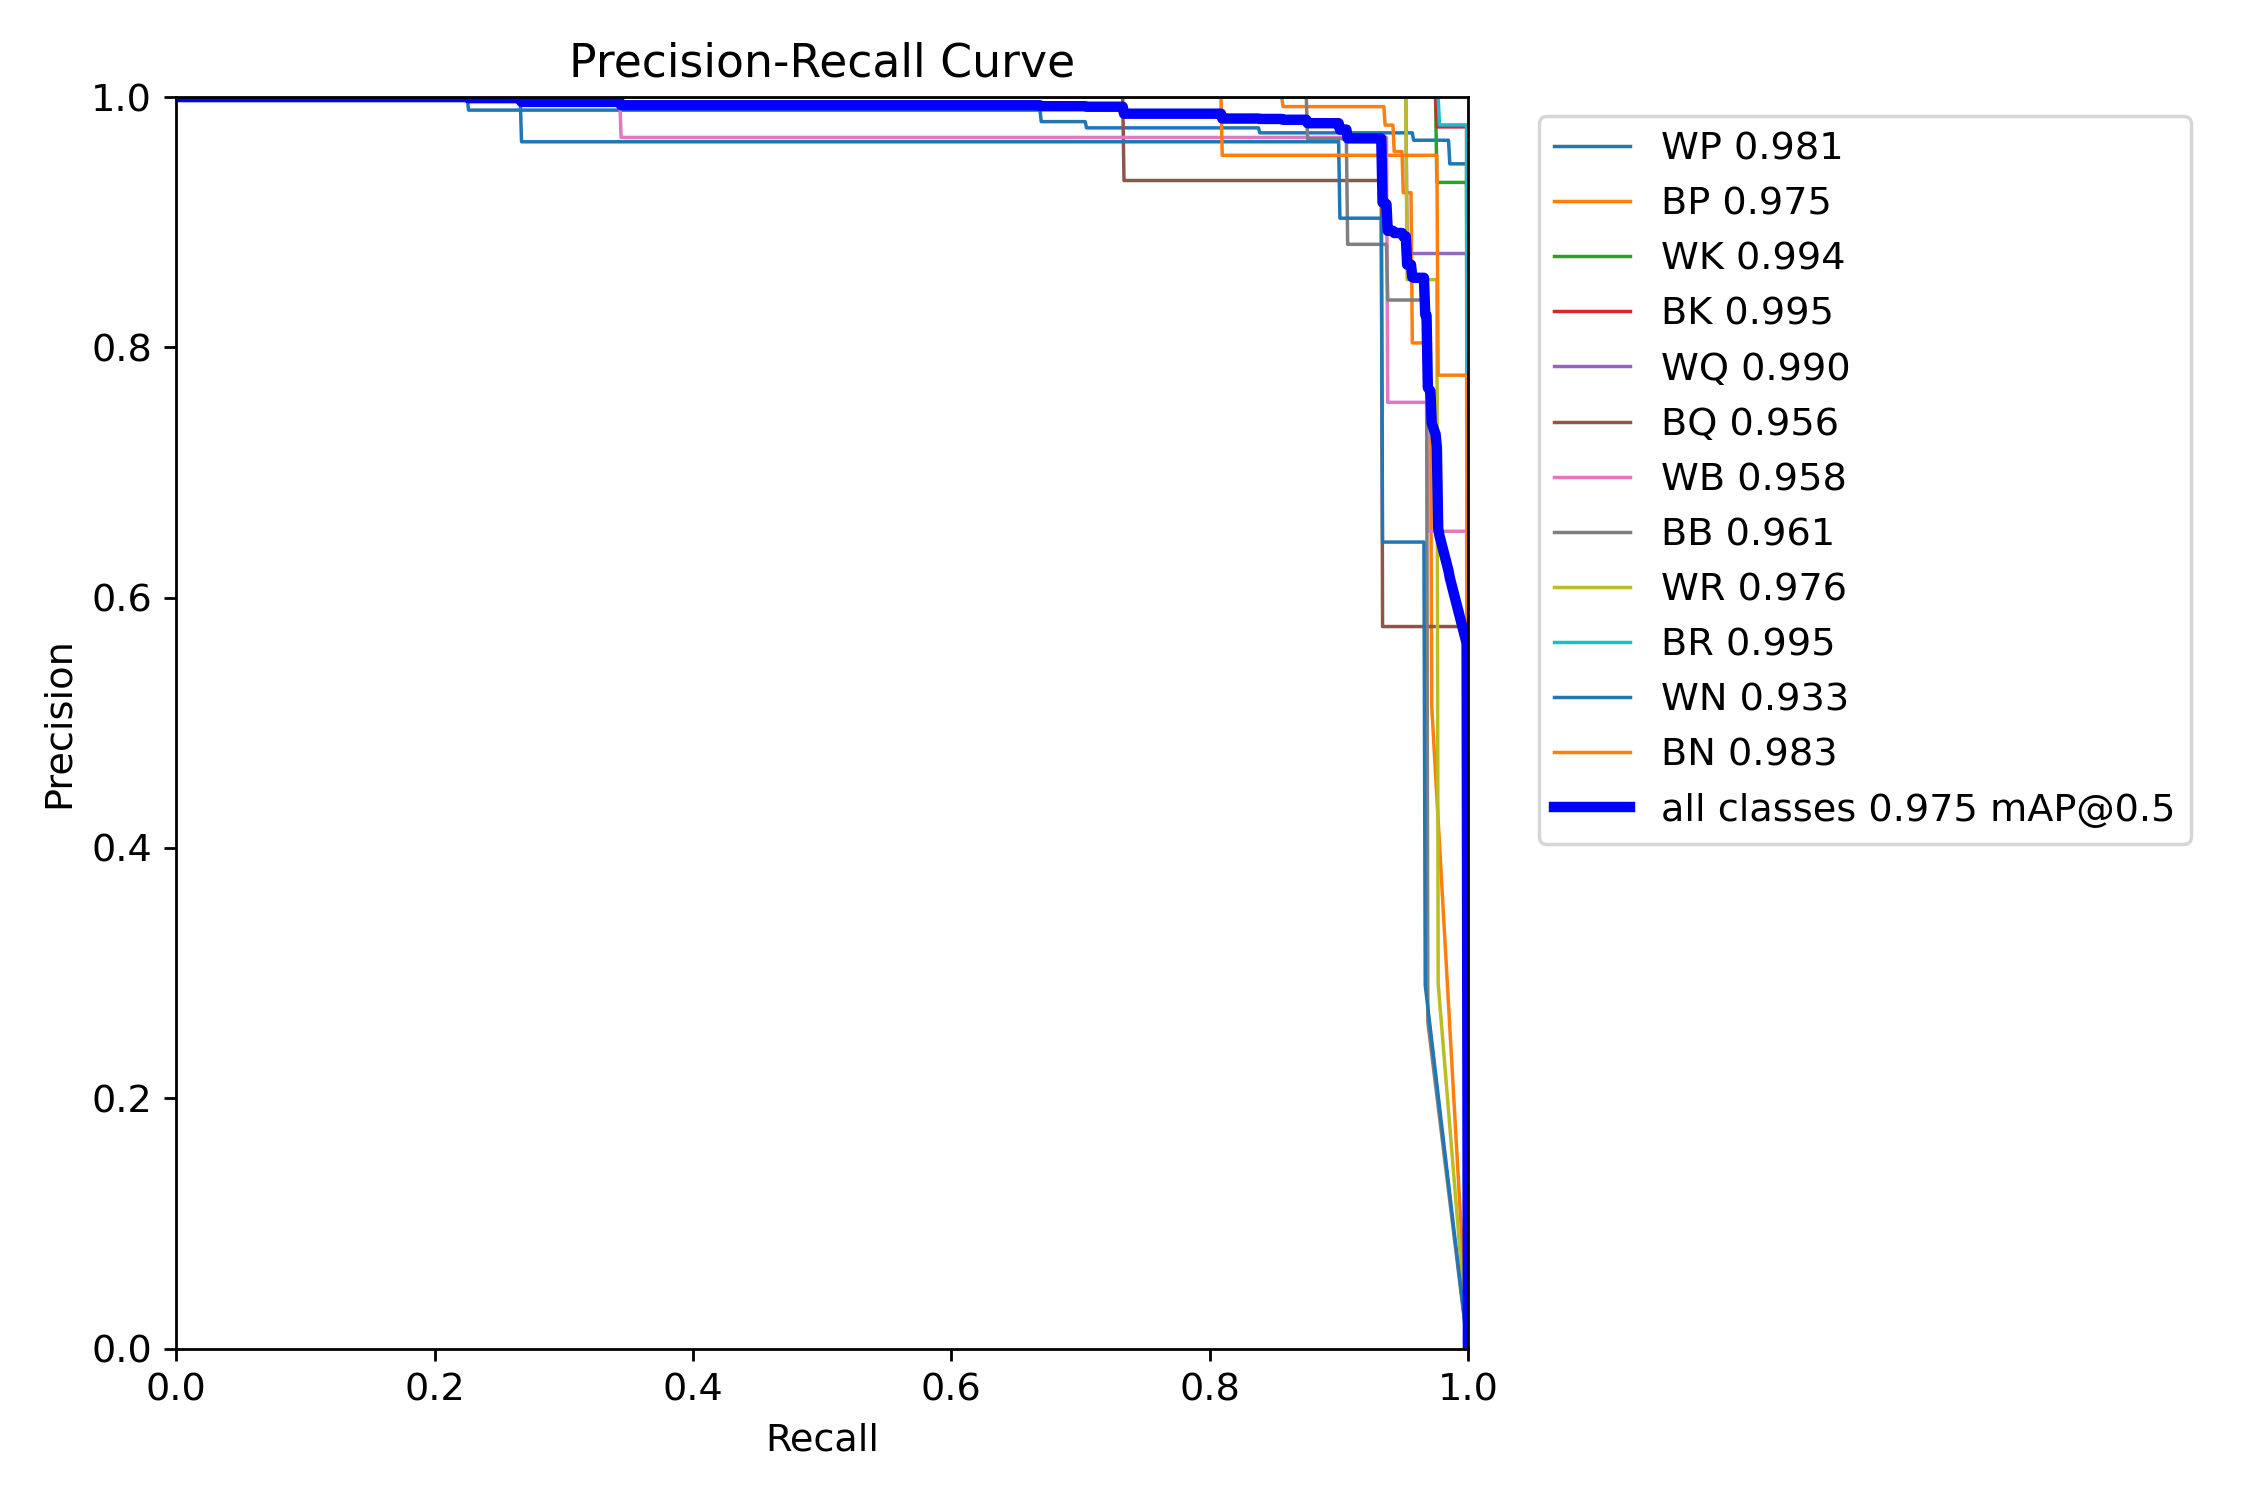 Precision-Recall Curve
1.0
0.8
0.6
0.4
0.2
0.0
Precision
0.0 0.2 0.4 0.6 0.8 1.0
Recall
WP 0.981
BP 0.975
WK 0.994
BK 0.995
WQ 0.990
BQ 0.956
WB 0.958
BB 0.961
WR 0.976
BR 0.995
WN 0.933
BN 0.983
all classes 0.975 mAP@0.5